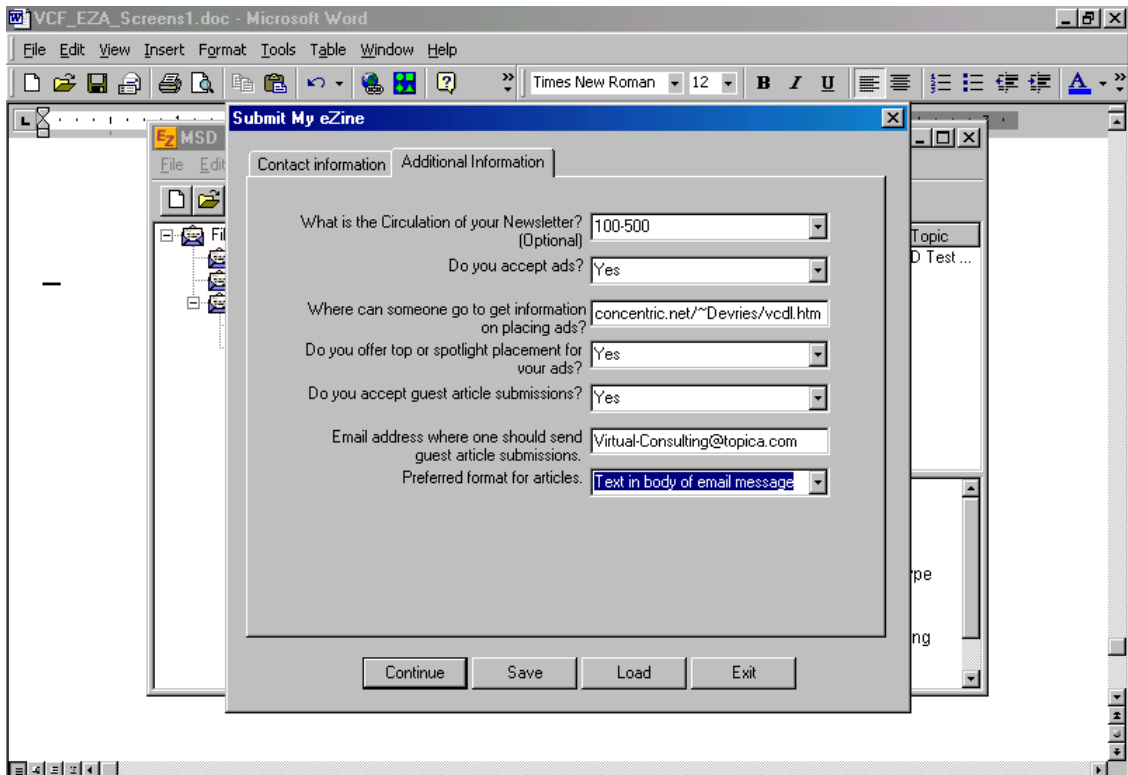 VCF_EZA_Screens1.doc - Microsoft Word
File Edit View Insert Format Tools Table Window Help
Times New Roman 12 B I U A
Submit My eZine
EZ MSD
File Edit
Contact information Additional Information
What is the Circulation of your Newsletter?
(Optional)
100-500
Do you accept ads?
Yes
Where can someone go to get information
on placing ads?
concentric.net/~Devries/vcdl.htm
Do you offer top or spotlight placement for
your ads?
Yes
Do you accept guest article submissions?
Yes
Email address where one should send
guest article submissions.
Virtual-Consulting@topica.com
Preferred format for articles.
Text in body of email message
Fil
Topic
D Test ...
ype
ng
Continue Save Load Exit